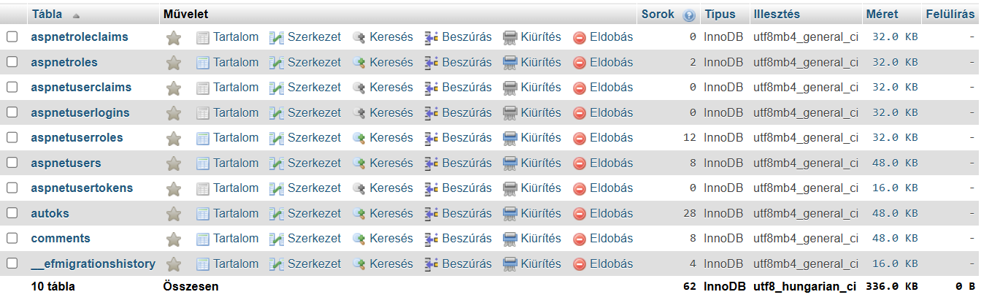 Tábla Művelet Sorok Típus Illesztés Méret Felülírás
aspnetroleclaims Tartalom Szerkezet Keresés Beszúrás Kiürítés Eldobás 0 InnoDB utf8mb4_general_ci 32.0 KB -
aspnetroles Tartalom Szerkezet Keresés Beszúrás Kiürítés Eldobás 2 InnoDB utf8mb4_general_ci 32.0 KB -
aspnetuserclaims Tartalom Szerkezet Keresés Beszúrás Kiürítés Eldobás 0 InnoDB utf8mb4_general_ci 32.0 KB -
aspnetuserlogins Tartalom Szerkezet Keresés Beszúrás Kiürítés Eldobás 0 InnoDB utf8mb4_general_ci 32.0 KB -
aspnetuserroles Tartalom Szerkezet Keresés Beszúrás Kiürítés Eldobás 12 InnoDB utf8mb4_general_ci 32.0 KB -
aspnetusers Tartalom Szerkezet Keresés Beszúrás Kiürítés Eldobás 8 InnoDB utf8mb4_general_ci 48.0 KB -
aspnetusertokens Tartalom Szerkezet Keresés Beszúrás Kiürítés Eldobás 0 InnoDB utf8mb4_general_ci 16.0 KB -
autoks Tartalom Szerkezet Keresés Beszúrás Kiürítés Eldobás 28 InnoDB utf8mb4_general_ci 48.0 KB -
comments Tartalom Szerkezet Keresés Beszúrás Kiürítés Eldobás 8 InnoDB utf8mb4_general_ci 48.0 KB -
__efmigrationshistory Tartalom Szerkezet Keresés Beszúrás Kiürítés Eldobás 4 InnoDB utf8mb4_general_ci 16.0 KB -
10 tábla Összesen 62 InnoDB utf8_hungarian_ci 336.0 KB 0 B